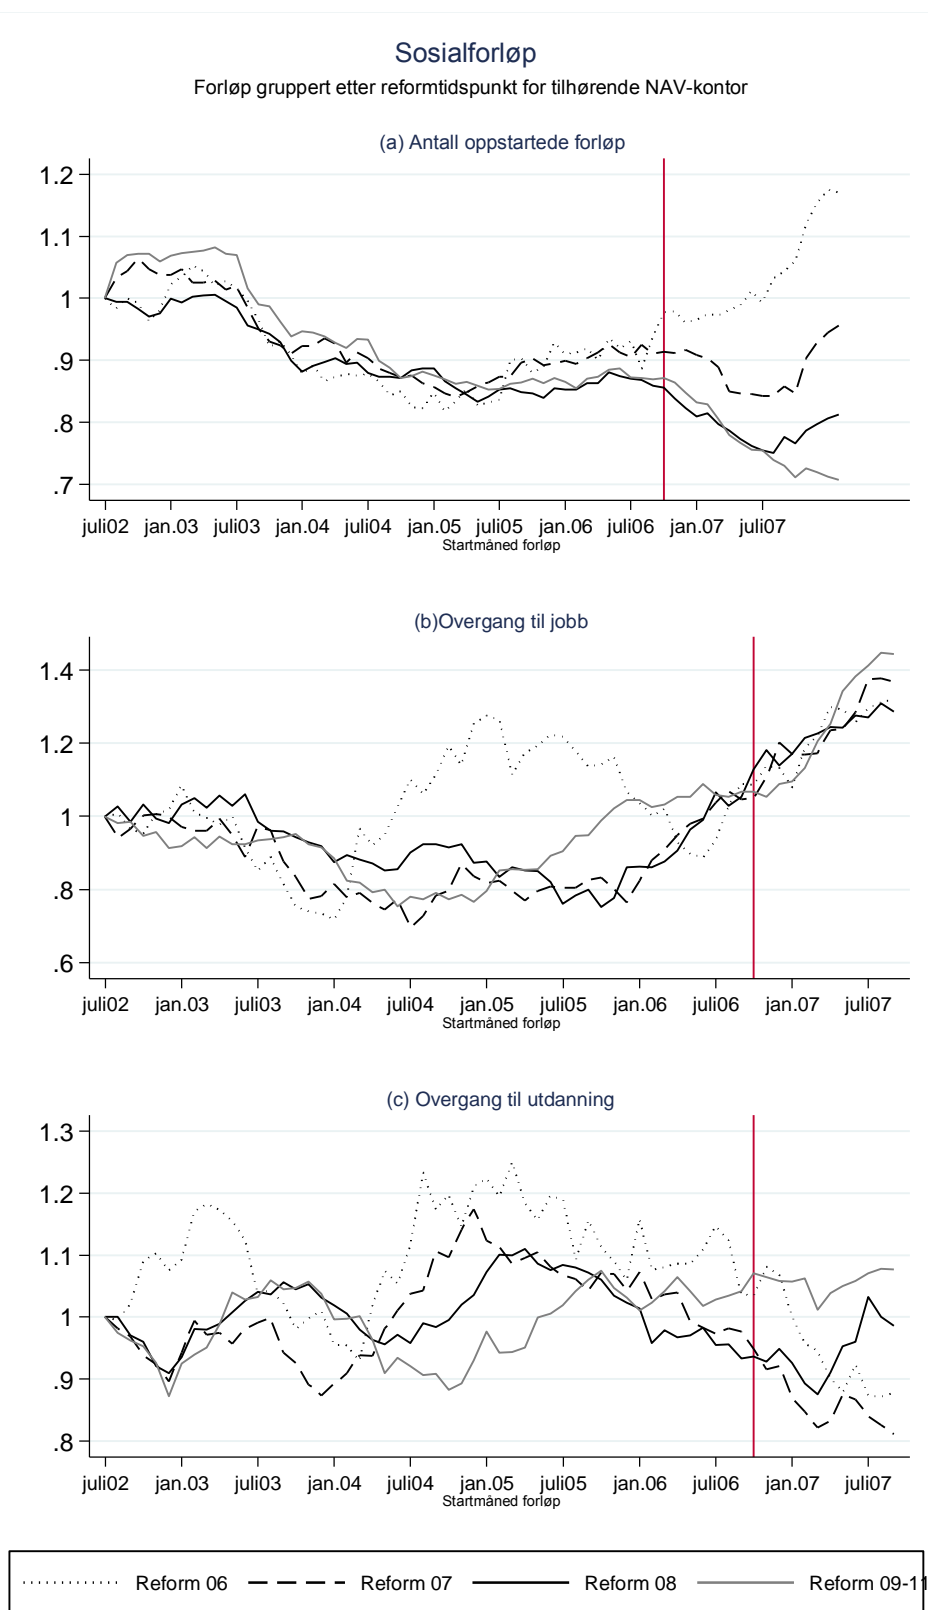 Sosialforløp
Forløp gruppert etter reformtidspunkt for tilhørende NAV-kontor
(a) Antall oppstartede forløp
1.2
1.1
1
.9
.8
.7
juli02 jan.03 juli03 jan.04 juli04 jan.05 juli05 jan.06 juli06 jan.07 juli07
Startmåned forløp
(b)Overgang til jobb
1.4
1.2
1
.8
.6
juli02 jan.03 juli03 jan.04 juli04 jan.05 juli05 jan.06 juli06 jan.07 juli07
Startmåned forløp
(c) Overgang til utdanning
1.3
1.2
1.1
1
.9
.8
juli02 jan.03 juli03 jan.04 juli04 jan.05 juli05 jan.06 juli06 jan.07 juli07
Startmåned forløp
Reform 06 Reform 07 Reform 08 Reform 09-11